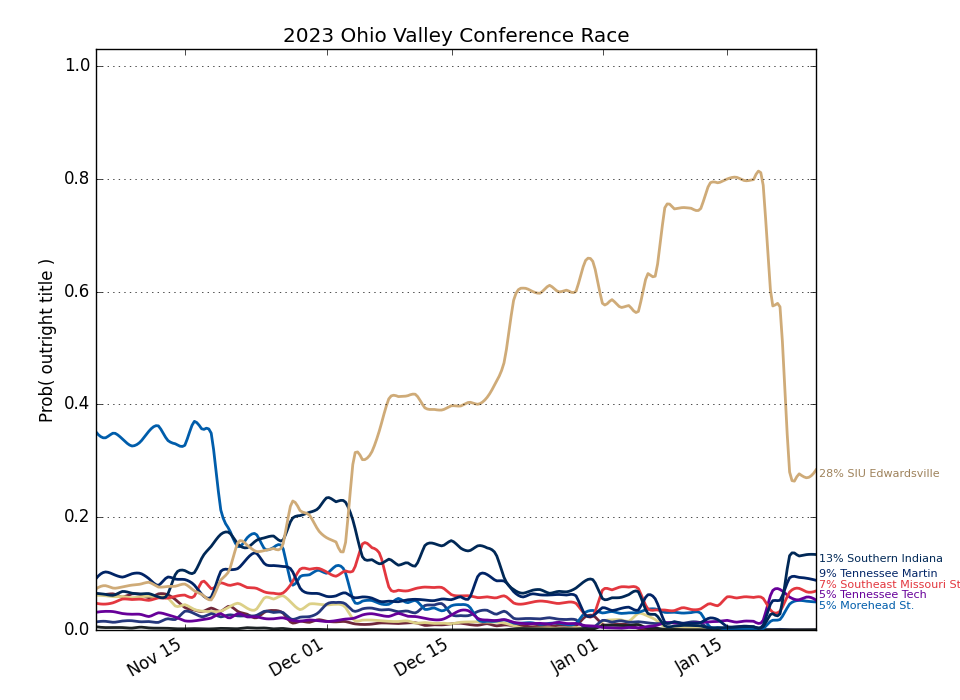 2023 Ohio Valley Conference Race
Prob( outright title )
1.0
0.8
0.6
0.4
0.2
0.0
Nov 15
Dec 01
Dec 15
Jan 01
Jan 15
28% SIU Edwardsville
13% Southern Indiana
9% Tennessee Martin
7% Southeast Missouri St
5% Tennessee Tech
5% Morehead St.